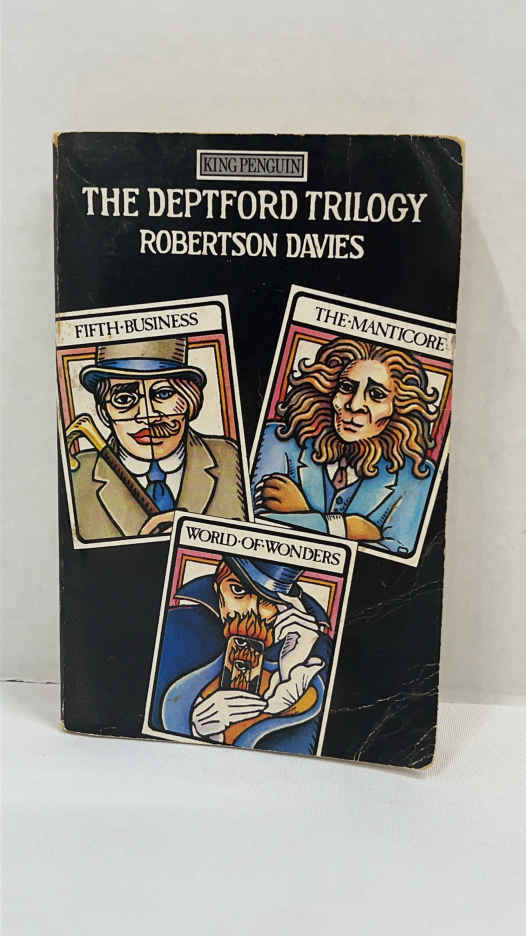 KING PENGUIN
THE DEPTFORD TRILOGY
ROBERTSON DAVIES
FIFTH·BUSINESS
THE·MANTICORE
WORLD·OF·WONDERS